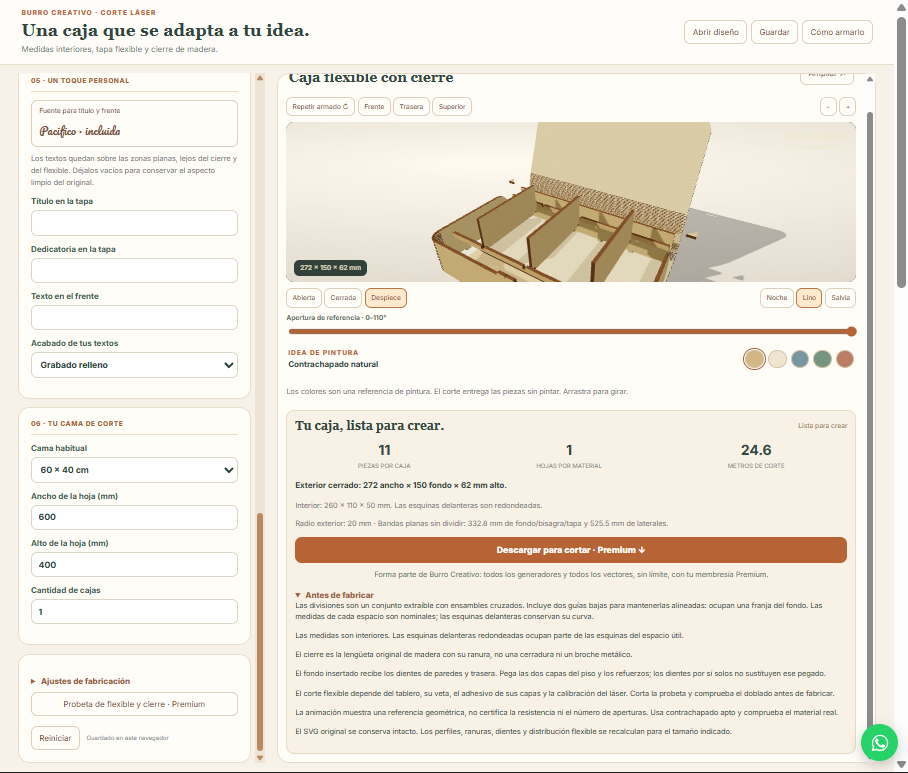 BURRO CREATIVO · CORTE LÁSER
Una caja que se adapta a tu idea.
Medidas interiores, tapa flexible y cierre de madera.
Abrir diseño
Guardar
Cómo armarlo
05 · UN TOQUE PERSONAL
Fuente para título y frente
Pacifico · incluida
Los textos quedan sobre las zonas planas, lejos del cierre y
del flexible. Déjalos vacíos para conservar el aspecto
limpio del original.
Título en la tapa
Dedicatoria en la tapa
Texto en el frente
Acabado de tus textos
Grabado relleno
06 · TU CAMA DE CORTE
Cama habitual
60 × 40 cm
Ancho de la hoja (mm)
600
Alto de la hoja (mm)
400
Cantidad de cajas
1
Ajustes de fabricación
Probeta de flexible y cierre · Premium
Reiniciar
Guardado en este navegador
Caja flexible con cierre
Ampliar
Repetir armado
Frente
Trasera
Superior
-
+
272 × 150 × 62 mm
Abierta
Cerrada
Despiece
Noche
Lino
Salvia
Apertura de referencia · 0–110°
IDEA DE PINTURA
Contrachapado natural
Los colores son una referencia de pintura. El corte entrega las piezas sin pintar. Arrastra para girar.
Tu caja, lista para crear.
Lista para crear
11
PIEZAS POR CAJA
1
HOJAS POR MATERIAL
24.6
METROS DE CORTE
Exterior cerrado: 272 ancho × 150 fondo × 62 mm alto.
Interior: 260 × 110 × 50 mm. Las esquinas delanteras son redondeadas.
Radio exterior: 20 mm · Bandas planas sin dividir: 332.8 mm de fondo/bisagra/tapa y 525.5 mm de laterales.
Descargar para cortar · Premium ↓
Forma parte de Burro Creativo: todos los generadores y todos los vectores, sin límite, con tu membresía Premium.
Antes de fabricar
Las divisiones son un conjunto extraíble con ensambles cruzados. Incluye dos guías bajas para mantenerlas alineadas: ocupan una franja del fondo. Las
medidas de cada espacio son nominales; las esquinas delanteras conservan su curva.
Las medidas son interiores. Las esquinas delanteras redondeadas ocupan parte de las esquinas del espacio útil.
El cierre es la lengüeta original de madera con su ranura, no una cerradura ni un broche metálico.
El fondo insertado recibe los dientes de paredes y trasera. Pega las dos capas del piso y los refuerzos; los dientes por sí solos no sustituyen ese pegado.
El corte flexible depende del tablero, su veta, el adhesivo de sus capas y la calibración del láser. Corta la probeta y comprueba el doblado antes de fabricar.
La animación muestra una referencia geométrica, no certifica la resistencia ni el número de aperturas. Usa contrachapado apto y comprueba el material real.
El SVG original se conserva intacto. Los perfiles, ranuras, dientes y distribución flexible se recalculan para el tamaño indicado.